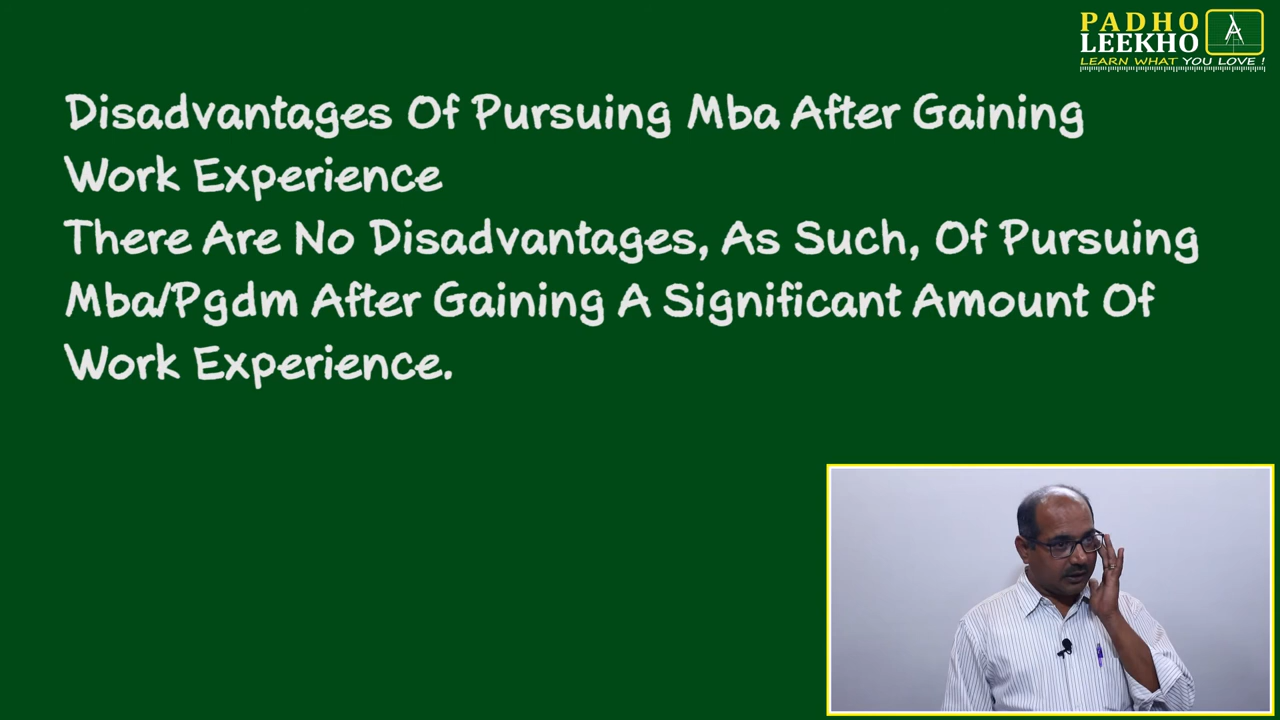 PADHO
LEEKHO
LEARN WHAT YOU LOVE !
Disadvantages Of Pursuing Mba After Gaining
Work Experience
There Are No Disadvantages, As Such, Of Pursuing
Mba/Pgdm After Gaining A Significant Amount Of
Work Experience.